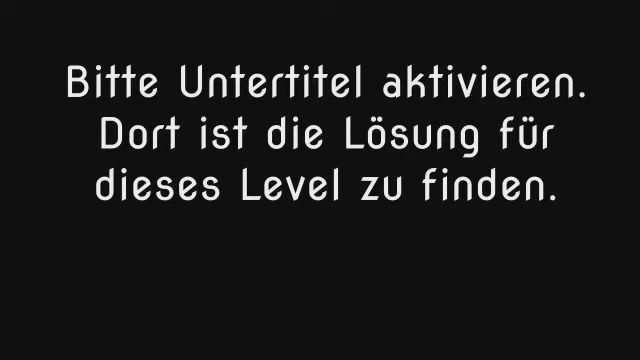 Bitte Untertitel aktivieren.
Dort ist die Lösung für
dieses Level zu finden.